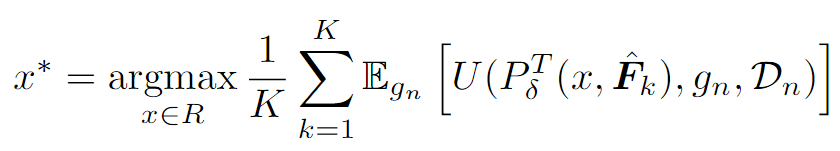 x^* = \underset{x \in R}{\operatorname{argmax}} \frac{1}{K} \sum_{k=1}^{K} \mathbb{E}_{g_n} \left[ U(P_\delta^T(x, \hat{\boldsymbol{F}}_k), g_n, \mathcal{D}_n) \right]